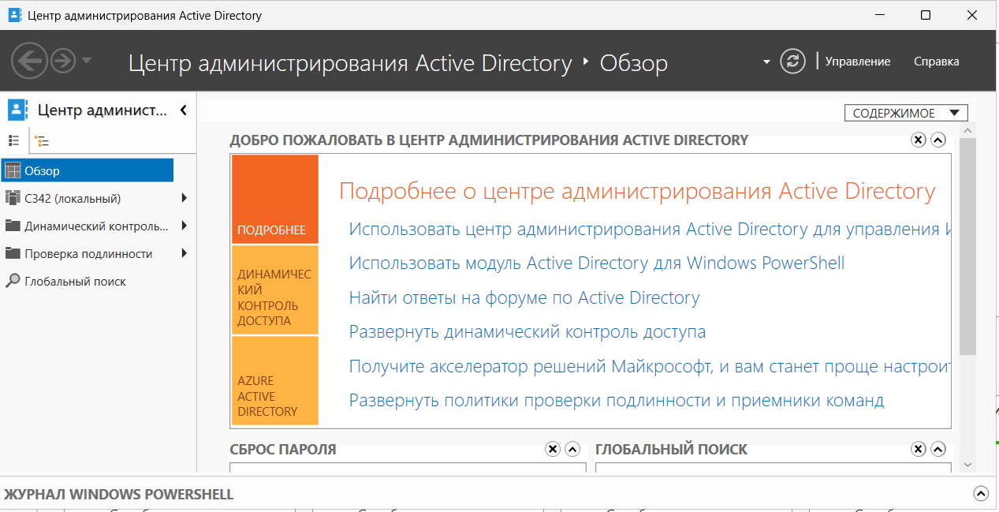 Центр администрирования Active Directory
Центр администрирования Active Directory Обзор
Управление
Справка
Центр админист...
СОДЕРЖИМОЕ
Обзор
C342 (локальный)
Динамический контроль...
Проверка подлинности
Глобальный поиск
ДОБРО ПОЖАЛОВАТЬ В ЦЕНТР АДМИНИСТРИРОВАНИЯ ACTIVE DIRECTORY
ПОДРОБНЕЕ
ДИНАМИЧЕС
КИЙ
КОНТРОЛЬ
ДОСТУПА
AZURE
ACTIVE
DIRECTORY
Подробнее о центре администрирования Active Directory
Использовать центр администрирования Active Directory для управления
Использовать модуль Active Directory для Windows PowerShell
Найти ответы на форуме по Active Directory
Развернуть динамический контроль доступа
Получите акселератор решений Майкрософт, и вам станет проще настрои
Развернуть политики проверки подлинности и приемники команд
СБРОС ПАРОЛЯ
ГЛОБАЛЬНЫЙ ПОИСК
ЖУРНАЛ WINDOWS POWERSHELL